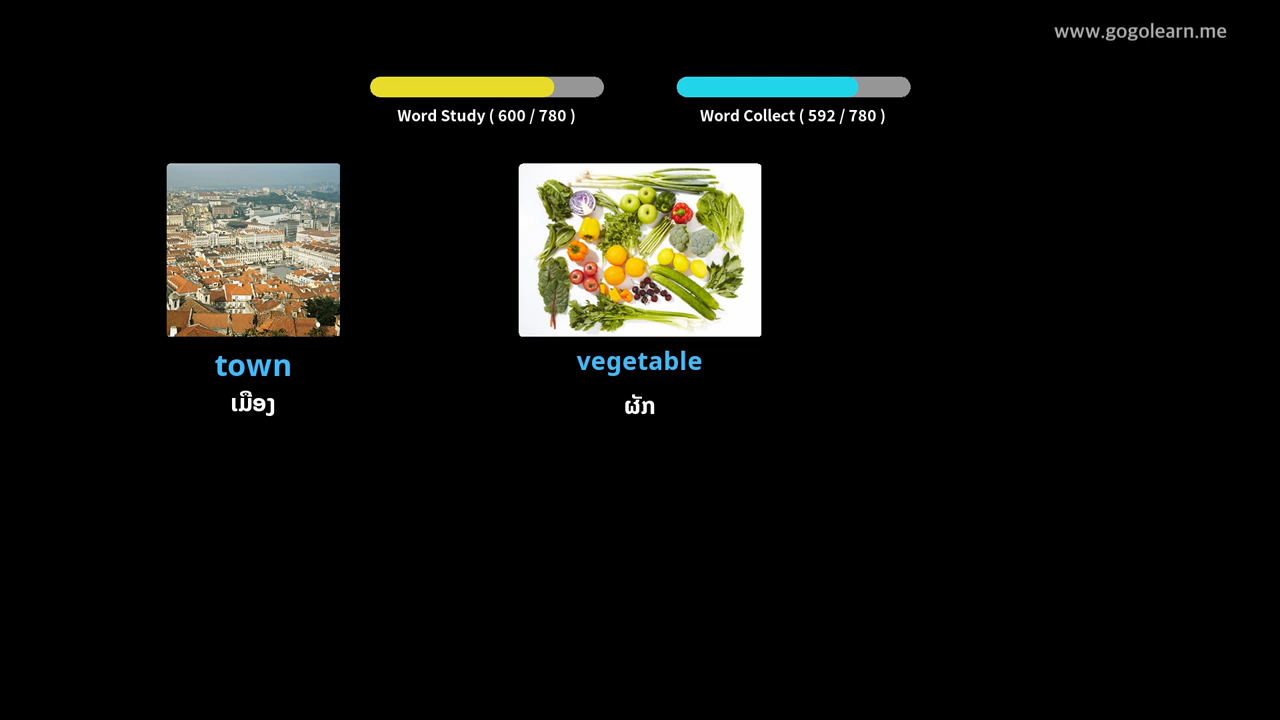 www.gogolearn.me
Word Study ( 600 / 780 )
Word Collect ( 592 / 780 )
town
ເມືອງ
vegetable
ຜັກ